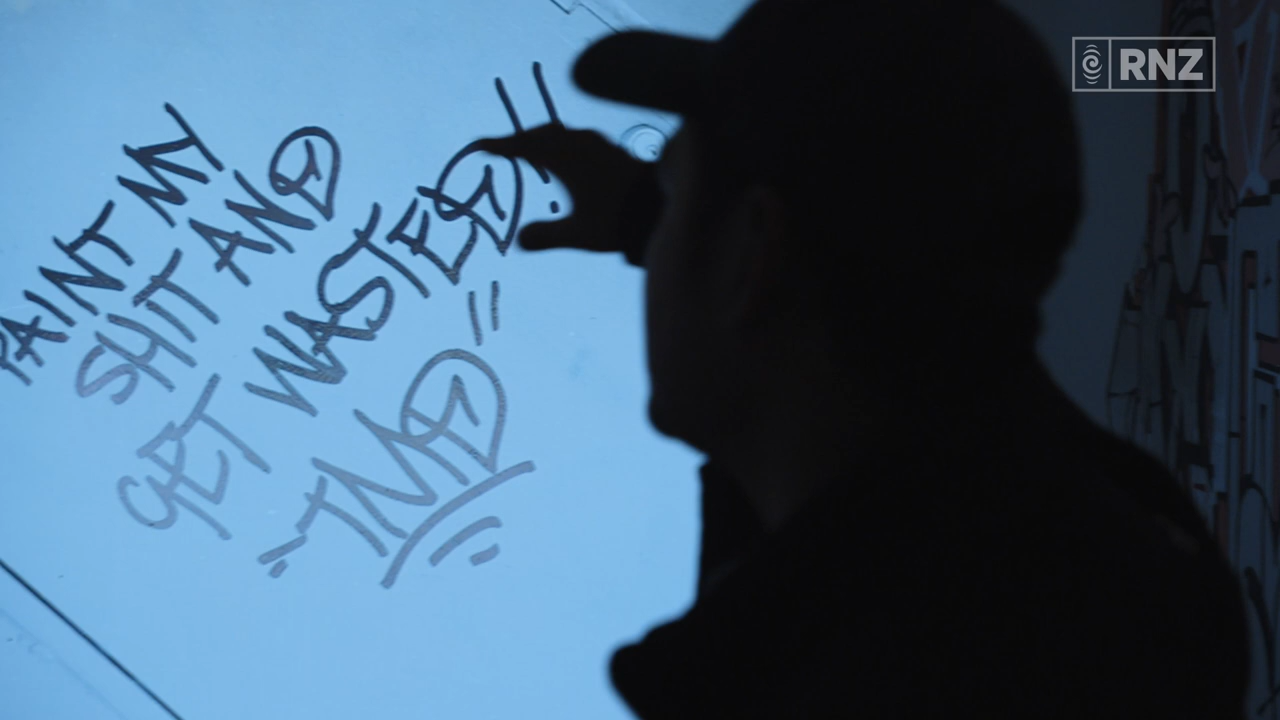 PAINT MY
SHIT AND
GET WASTED!!
"TMD"
RNZ